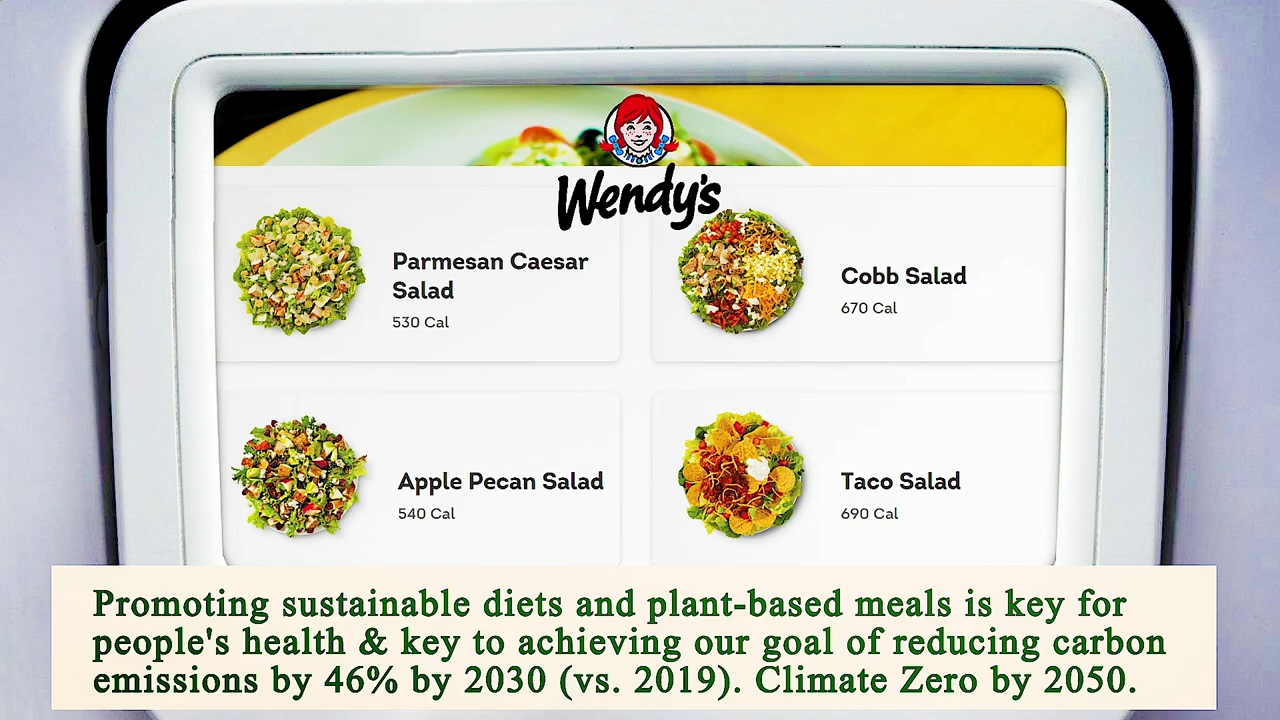 Wendy's
Parmesan Caesar
Salad
530 Cal
Cobb Salad
670 Cal
Apple Pecan Salad
540 Cal
Taco Salad
690 Cal
Promoting sustainable diets and plant-based meals is key for
people's health & key to achieving our goal of reducing carbon
emissions by 46% by 2030 (vs. 2019). Climate Zero by 2050.